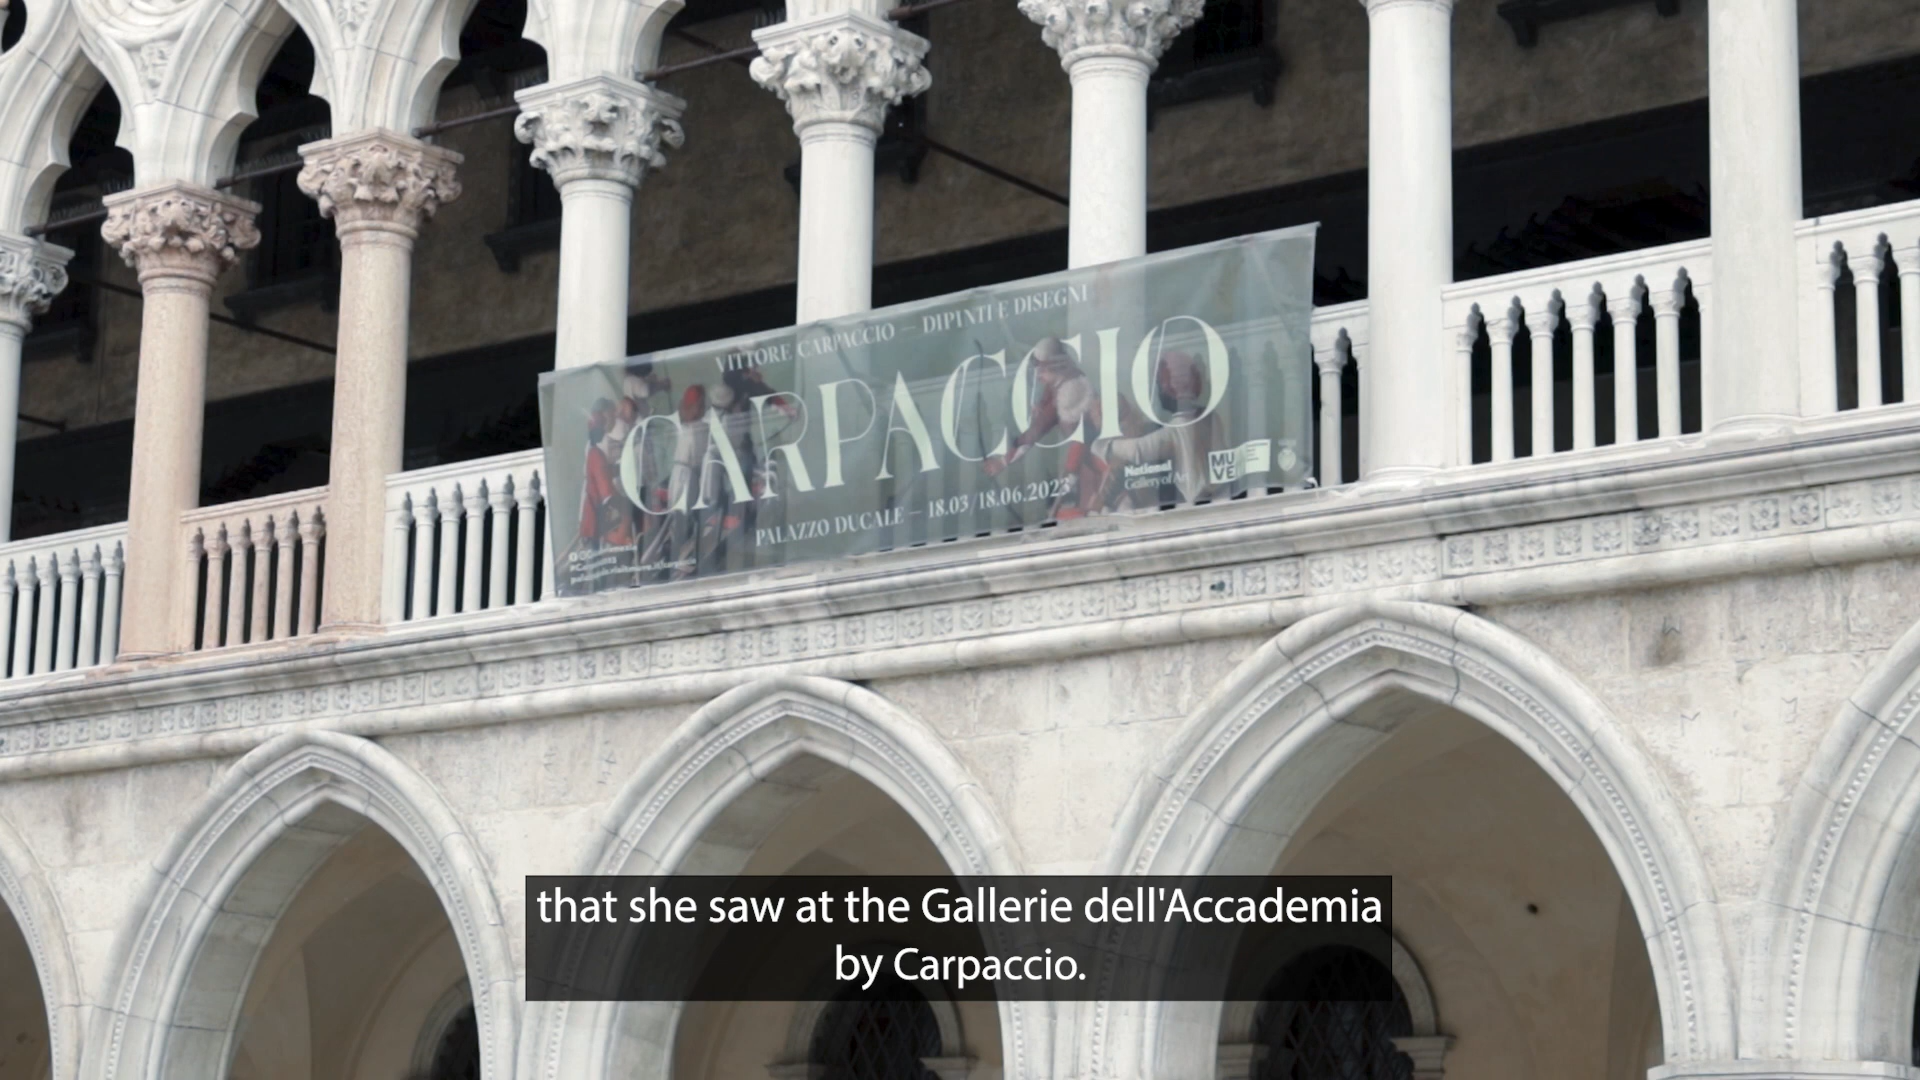 VITTORE CARPACCIO — DIPINTI E DISEGNI
CARPACCIO
PALAZZO DUCALE — 18.03/18.06.2023
National
Gallery of Art
MU
VE
that she saw at the Gallerie dell'Accademia
by Carpaccio.